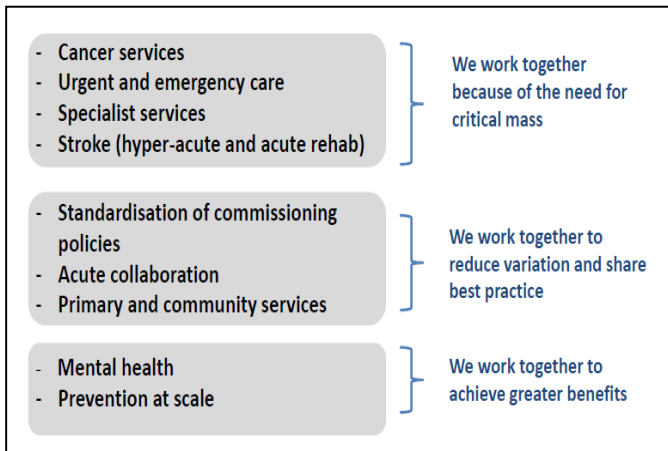 - Cancer services
- Urgent and emergency care
- Specialist services
- Stroke (hyper-acute and acute rehab)
We work together
because of the need for
critical mass
- Standardisation of commissioning
policies
- Acute collaboration
- Primary and community services
We work together to
reduce variation and share
best practice
- Mental health
- Prevention at scale
We work together to
achieve greater benefits